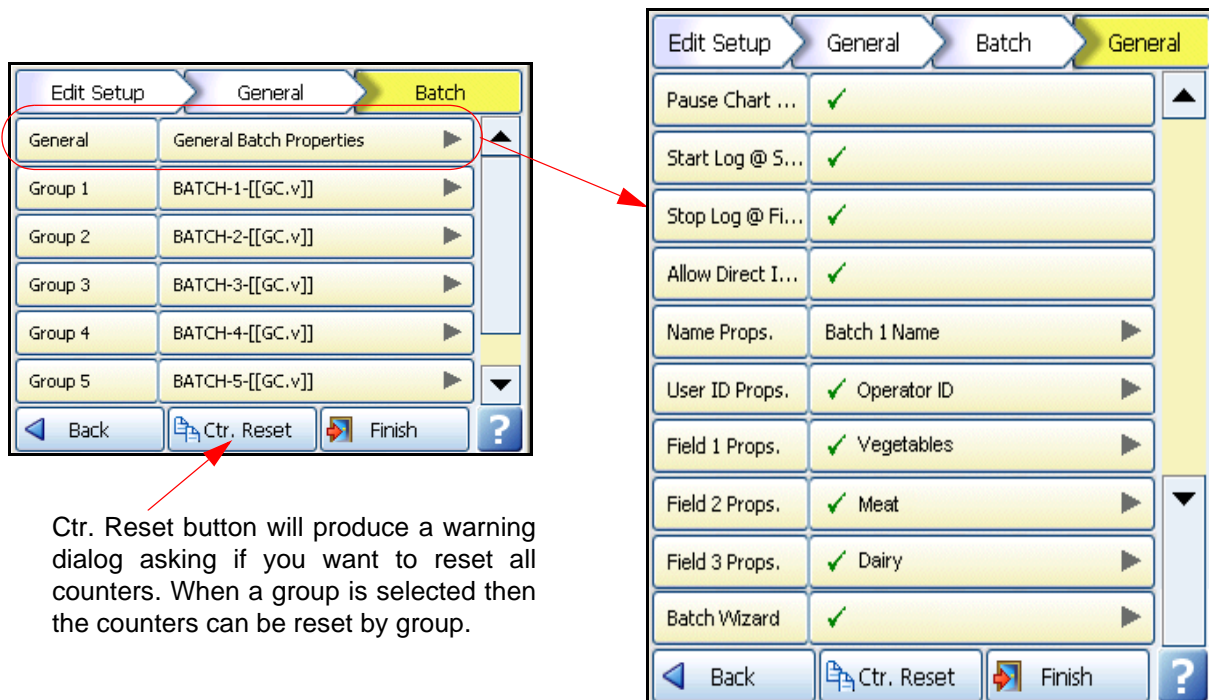 Edit Setup General Batch
General General Batch Properties
Group 1 BATCH-1-[[GC.v]]
Group 2 BATCH-2-[[GC.v]]
Group 3 BATCH-3-[[GC.v]]
Group 4 BATCH-4-[[GC.v]]
Group 5 BATCH-5-[[GC.v]]
Back Ctr. Reset Finish ?
Ctr. Reset button will produce a warning
dialog asking if you want to reset all
counters. When a group is selected then
the counters can be reset by group.
Edit Setup General Batch General
Pause Chart ...
Start Log @ S...
Stop Log @ Fi...
Allow Direct I...
Name Props. Batch 1 Name
User ID Props. ✓ Operator ID
Field 1 Props. ✓ Vegetables
Field 2 Props. ✓ Meat
Field 3 Props. ✓ Dairy
Batch Wizard
Back Ctr. Reset Finish ?